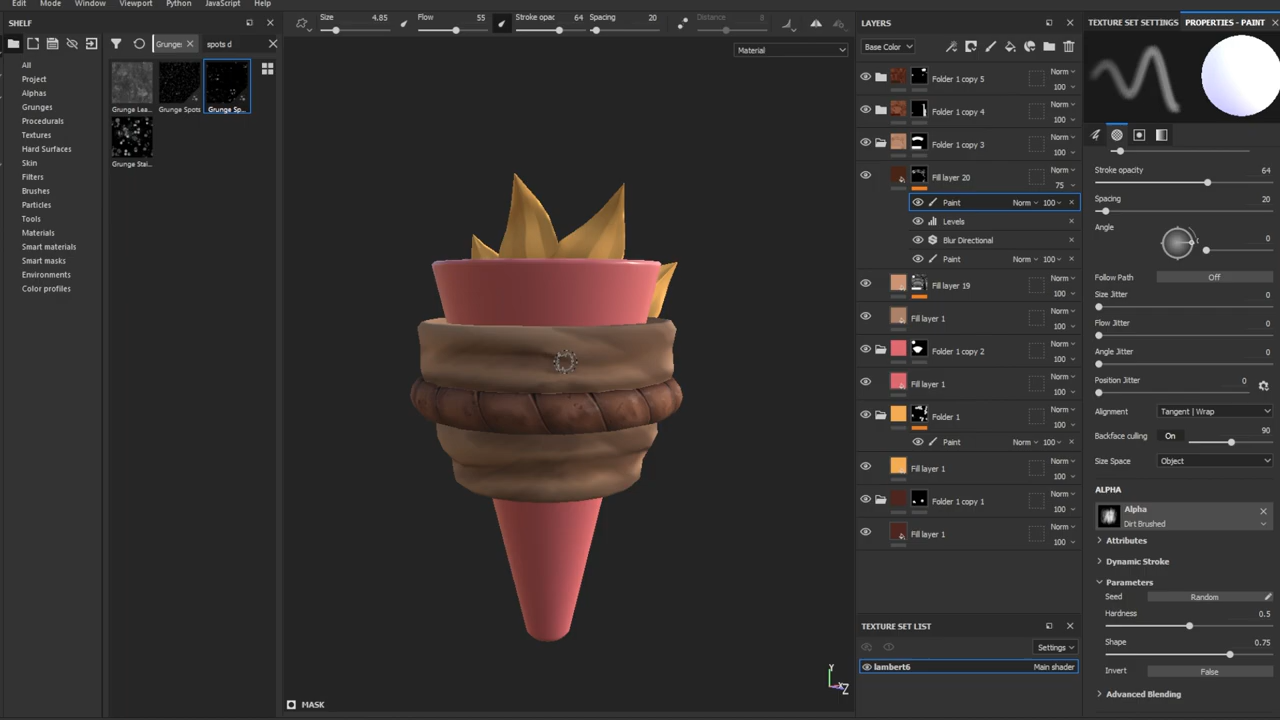 Edit Mode Window Viewport Python JavaScript Help
SHELF
Grunge spots d
All
Project
Alphas
Grunges
Procedurals
Textures
Hard Surfaces
Skin
Filters
Brushes
Particles
Tools
Materials
Smart materials
Smart masks
Environments
Color profiles
Grunge Lea... Grunge Spots Grunge Sp...
Grunge Stai...
Size 4.85 Flow 55 Stroke opac 64 Spacing 20 Distance 8
Material
Y
Z
MASK
LAYERS
Base Color
Folder 1 copy 5 Norm 100
Folder 1 copy 4 Norm 100
Folder 1 copy 3 Norm 100
Fill layer 20 Norm 75
Paint Norm 100
Levels
Blur Directional
Paint Norm 100
Fill layer 19 Norm 100
Fill layer 1 Norm 100
Folder 1 copy 2 Norm 100
Fill layer 1 Norm 100
Folder 1 Norm 100
Paint Norm 100
Fill layer 1 Norm 100
Folder 1 copy 1 Norm 100
Fill layer 1 Norm 100
TEXTURE SET LIST
Settings
lambert6 Main shader
TEXTURE SET SETTINGS PROPERTIES - PAINT
Stroke opacity 64
Spacing 20
Angle 0
Follow Path Off
Size Jitter 0
Flow Jitter 0
Angle Jitter 0
Position Jitter 0
Alignment Tangent | Wrap
Backface culling On 90
Size Space Object
ALPHA
Alpha
Dirt Brushed
Attributes
Dynamic Stroke
Parameters
Seed Random
Hardness 0.5
Shape 0.75
Invert False
Advanced Blending